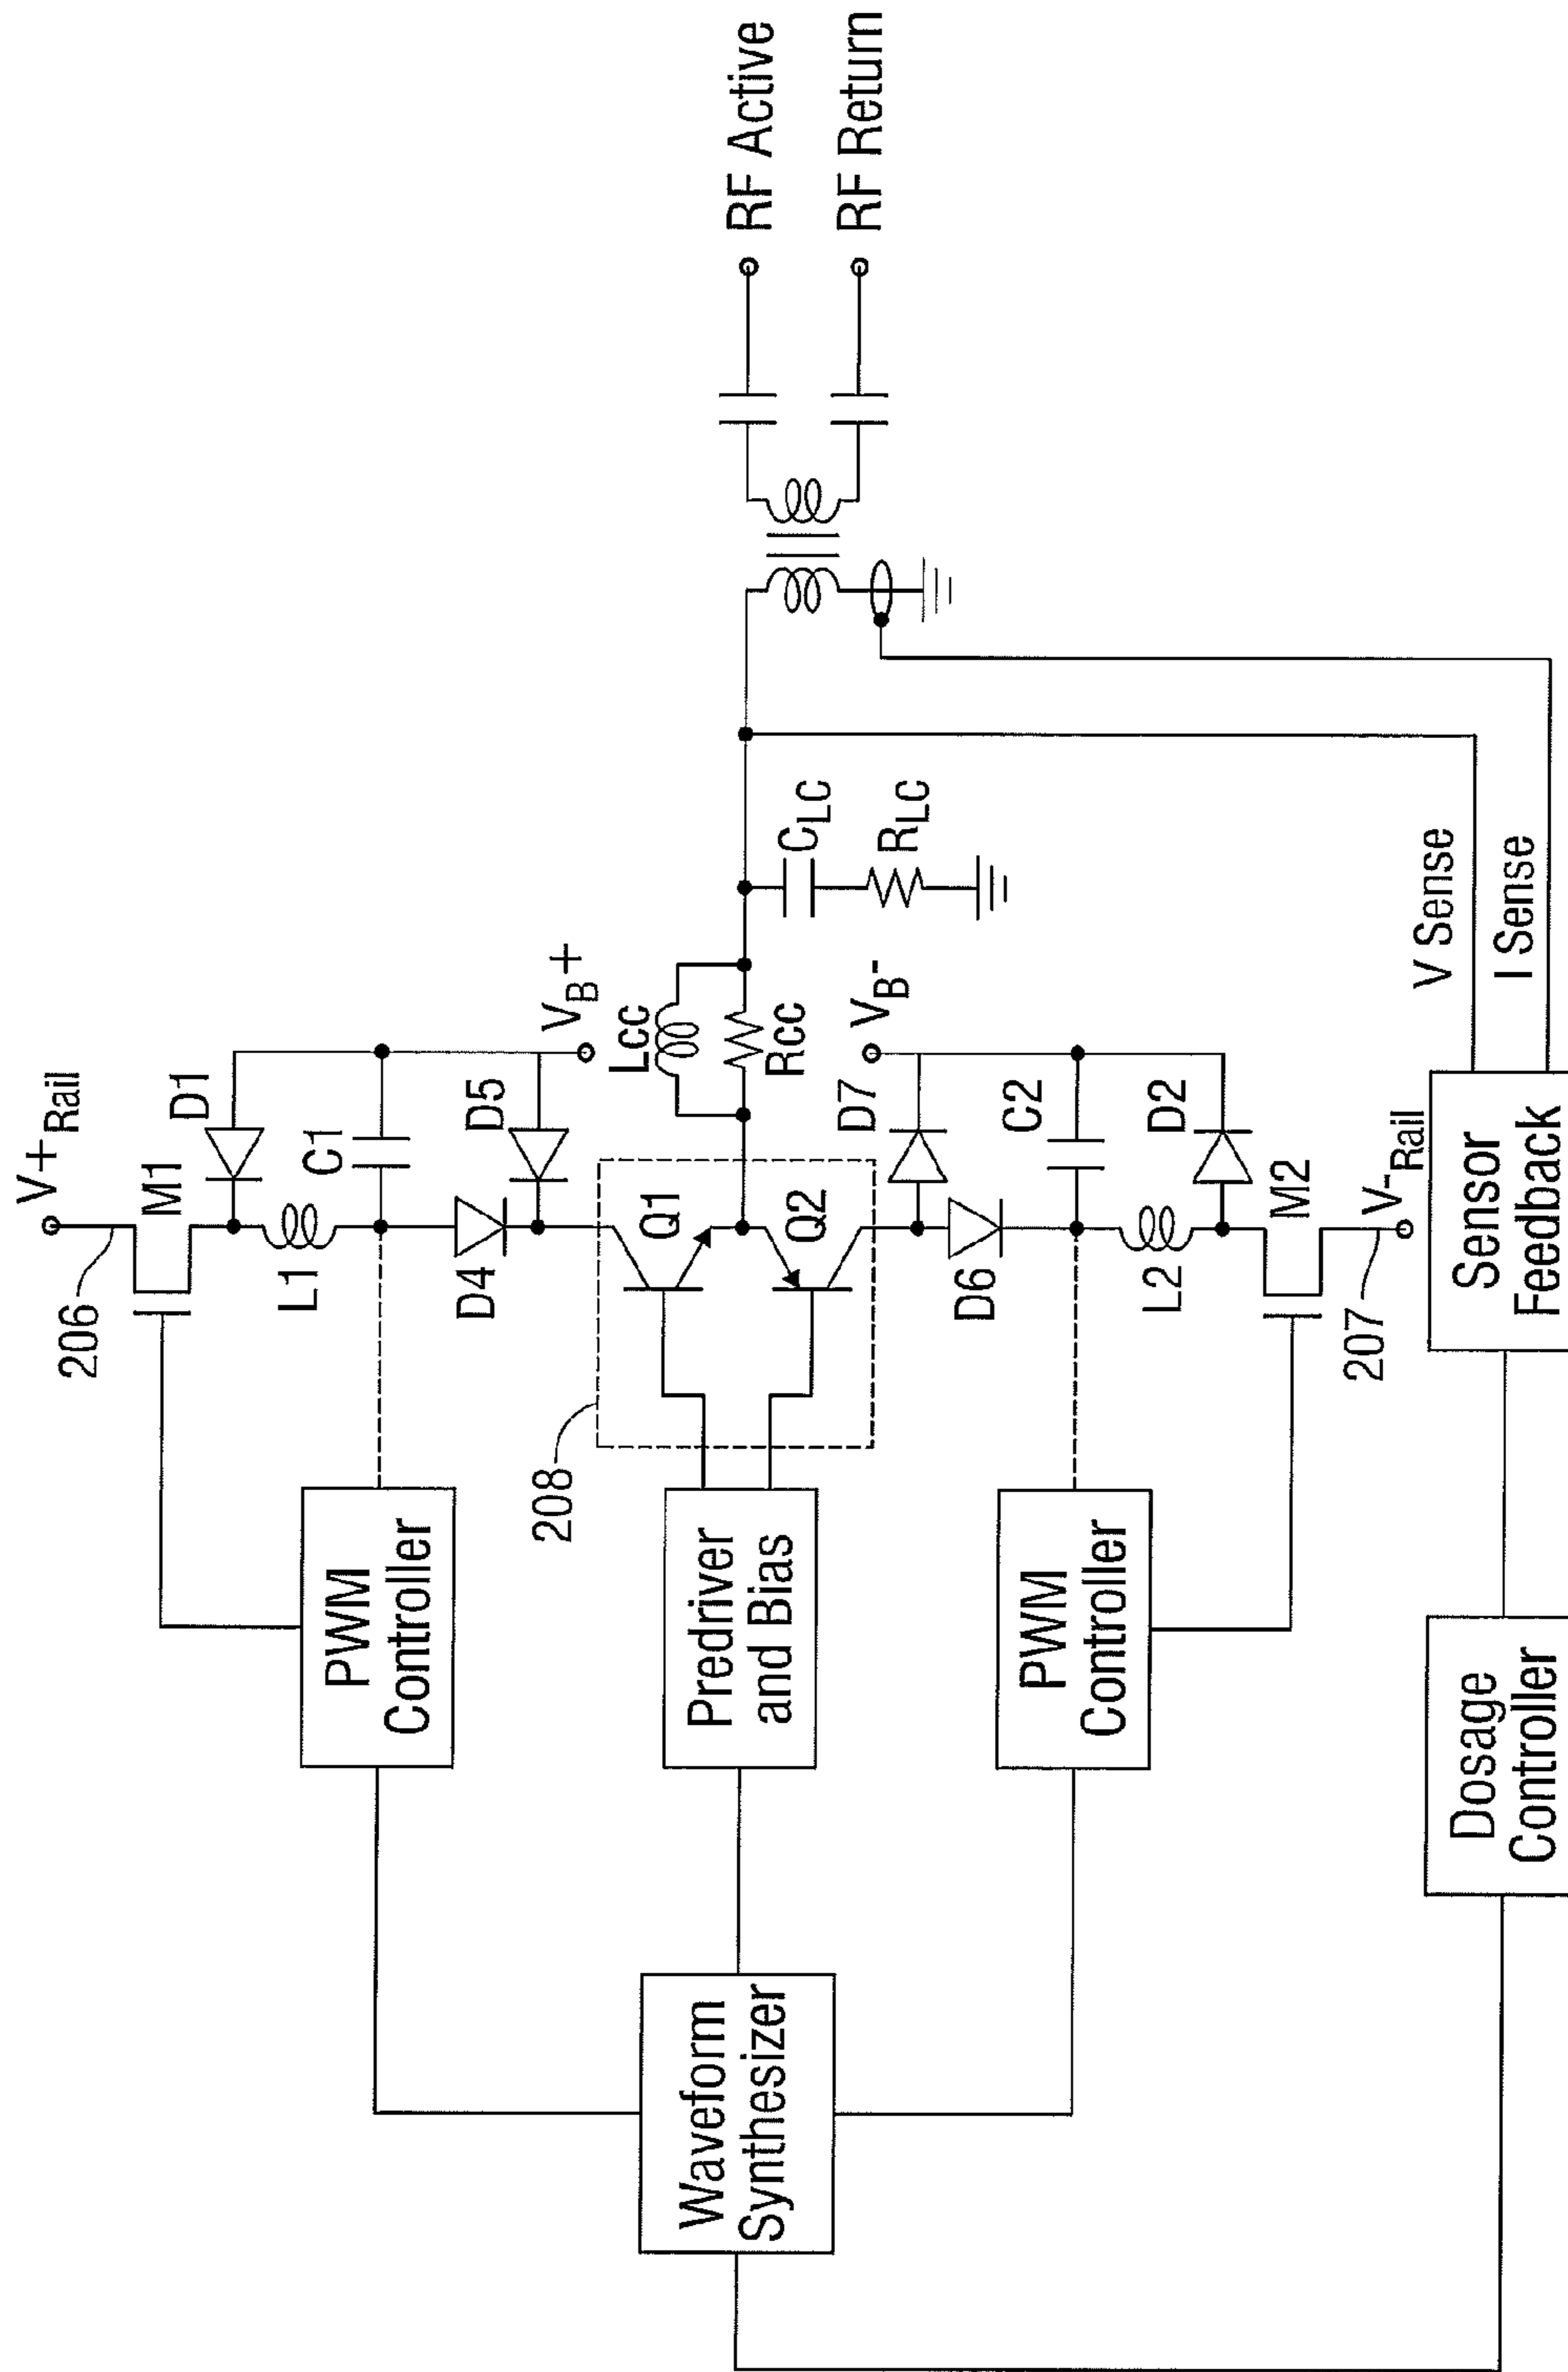 V+Rail
206
M1
D1
L1
C1
D4
D5
VB+
PWM
Controller
208
Q1
Q2
Lcc
Rcc
CLC
RLC
RF Active
RF Return
Predriver
and Bias
Waveform
Synthesizer
VB-
D7
D6
C2
D2
L2
M2
V-Rail
207
PWM
Controller
V Sense
I Sense
Sensor
Feedback
Dosage
Controller